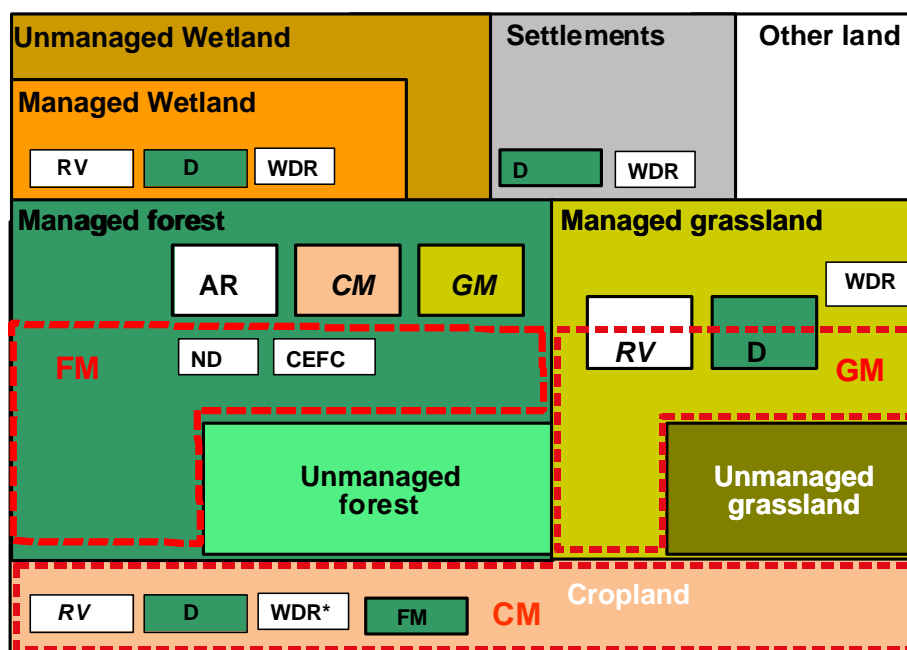 Unmanaged Wetland
Settlements
Other land
Managed Wetland
RV
D
WDR
D
WDR
Managed forest
Managed grassland
AR
CM
GM
WDR
RV
D
FM
ND
CEFC
GM
Unmanaged
forest
Unmanaged
grassland
Cropland
RV
D
WDR*
FM
CM